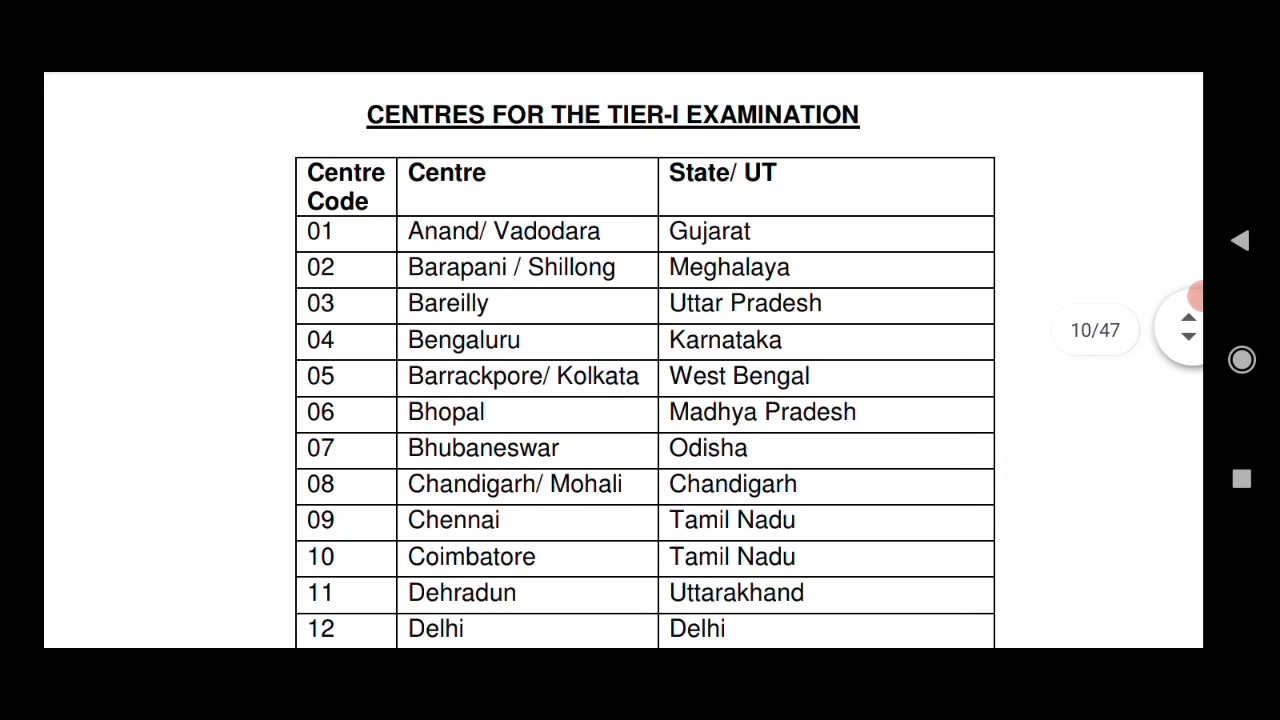 CENTRES FOR THE TIER-I EXAMINATION
Centre Code Centre State/ UT
01 Anand/ Vadodara Gujarat
02 Barapani / Shillong Meghalaya
03 Bareilly Uttar Pradesh
04 Bengaluru Karnataka
05 Barrackpore/ Kolkata West Bengal
06 Bhopal Madhya Pradesh
07 Bhubaneswar Odisha
08 Chandigarh/ Mohali Chandigarh
09 Chennai Tamil Nadu
10 Coimbatore Tamil Nadu
11 Dehradun Uttarakhand
12 Delhi Delhi
10/47